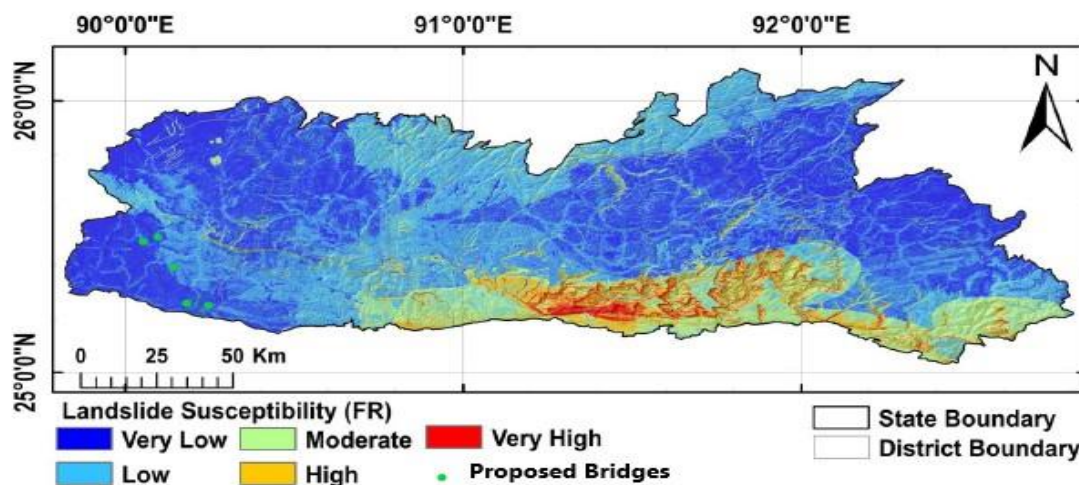 90°0'0"E 91°0'0"E 92°0'0"E
N
26°0'0"N
25°0'0"N
0 25 50 Km
Landslide Susceptibility (FR)
Very Low Moderate Very High
Low High Proposed Bridges
State Boundary
District Boundary